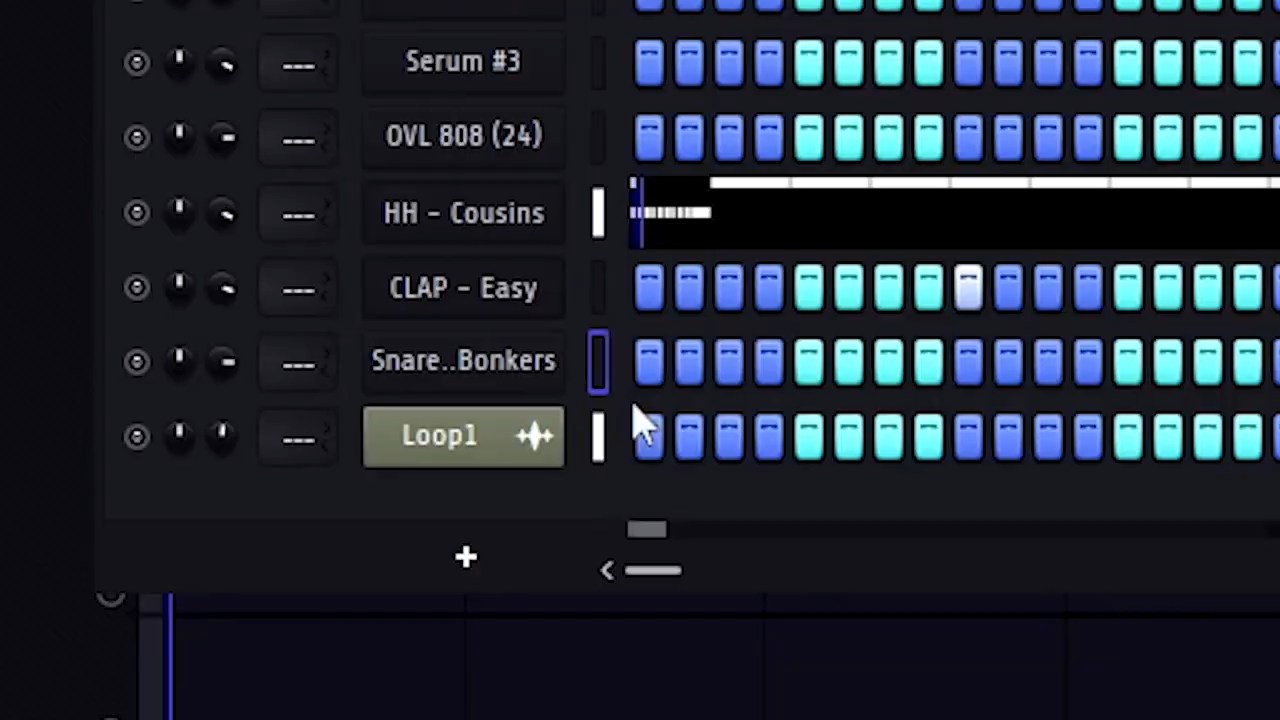 --- Serum #3
--- OVL 808 (24)
--- HH - Cousins
--- CLAP - Easy
--- Snare..Bonkers
--- Loop1
+